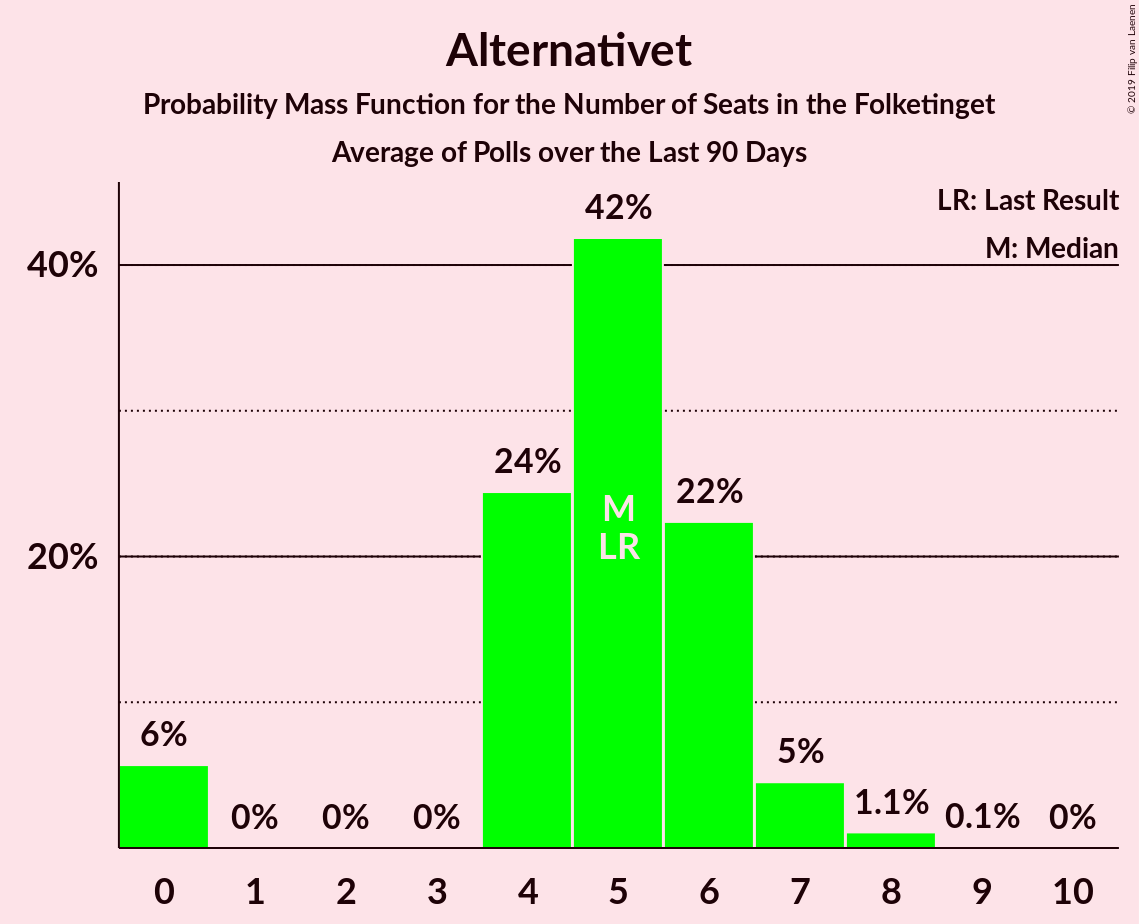 Alternativet
Probability Mass Function for the Number of Seats in the Folketinget
Average of Polls over the Last 90 Days
© 2019 Filip van Laenen
LR: Last Result
M: Median
40%
20%
6%
0%
0%
0%
24%
42%
M
LR
22%
5%
1.1%
0.1%
0%
0 1 2 3 4 5 6 7 8 9 10